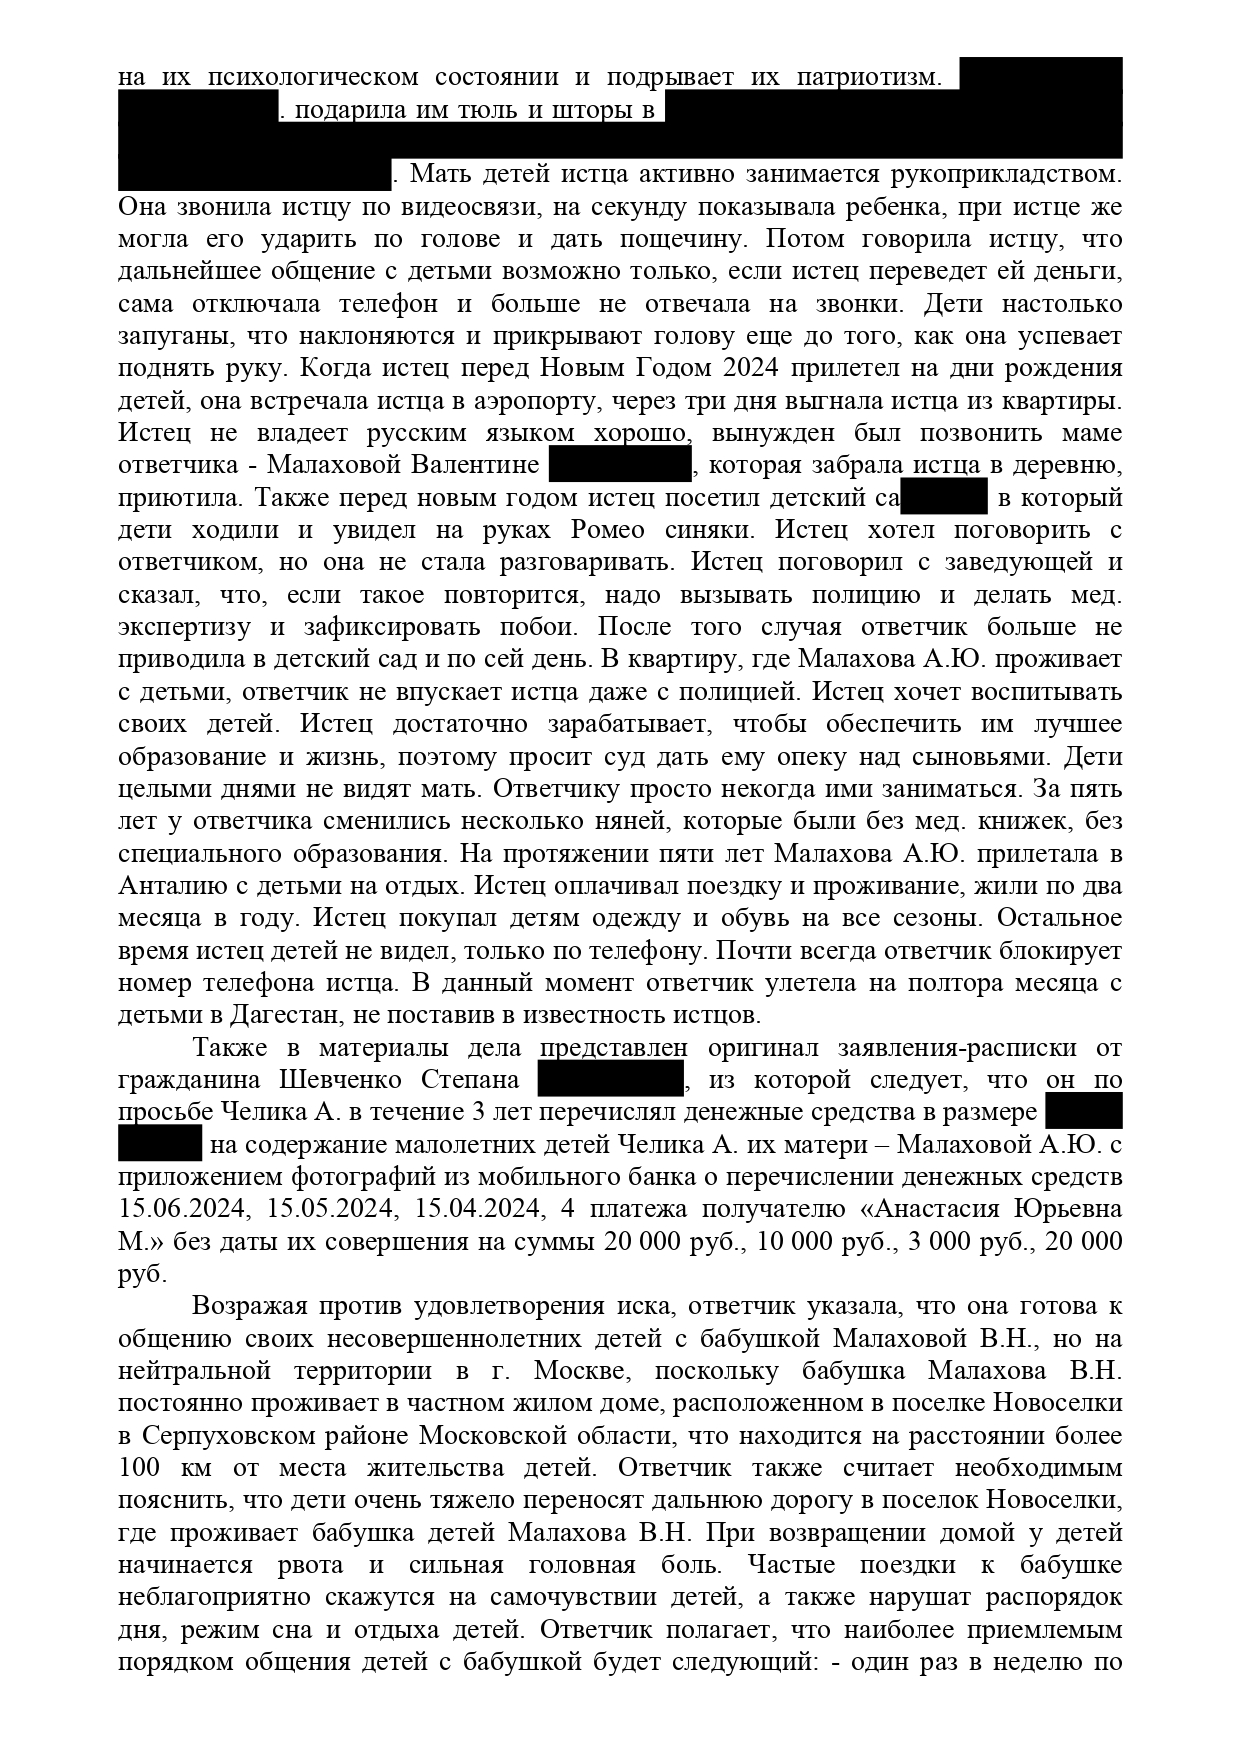 на их психологическом состоянии и подрывает их патриотизм.
. подарила им тюль и шторы в
. Мать детей истца активно занимается рукоприкладством.
Она звонила истцу по видеосвязи, на секунду показывала ребенка, при истце же
могла его ударить по голове и дать пощечину. Потом говорила истцу, что
дальнейшее общение с детьми возможно только, если истец переведет ей деньги,
сама отключала телефон и больше не отвечала на звонки. Дети настолько
запуганы, что наклоняются и прикрывают голову еще до того, как она успевает
поднять руку. Когда истец перед Новым Годом 2024 прилетел на дни рождения
детей, она встречала истца в аэропорту, через три дня выгнала истца из квартиры.
Истец не владеет русским языком хорошо, вынужден был позвонить маме
ответчика - Малаховой Валентине , которая забрала истца в деревню,
приютила. Также перед новым годом истец посетил детский са в который
дети ходили и увидел на руках Ромео синяки. Истец хотел поговорить с
ответчиком, но она не стала разговаривать. Истец поговорил с заведующей и
сказал, что, если такое повторится, надо вызывать полицию и делать мед.
экспертизу и зафиксировать побои. После того случая ответчик больше не
приводила в детский сад и по сей день. В квартиру, где Малахова А.Ю. проживает
с детьми, ответчик не впускает истца даже с полицией. Истец хочет воспитывать
своих детей. Истец достаточно зарабатывает, чтобы обеспечить им лучшее
образование и жизнь, поэтому просит суд дать ему опеку над сыновьями. Дети
целыми днями не видят мать. Ответчику просто некогда ими заниматься. За пять
лет у ответчика сменились несколько няней, которые были без мед. книжек, без
специального образования. На протяжении пяти лет Малахова А.Ю. прилетала в
Анталию с детьми на отдых. Истец оплачивал поездку и проживание, жили по два
месяца в году. Истец покупал детям одежду и обувь на все сезоны. Остальное
время истец детей не видел, только по телефону. Почти всегда ответчик блокирует
номер телефона истца. В данный момент ответчик улетела на полтора месяца с
детьми в Дагестан, не поставив в известность истцов.
Также в материалы дела представлен оригинал заявления-расписки от
гражданина Шевченко Степана , из которой следует, что он по
просьбе Челика А. в течение 3 лет перечислял денежные средства в размере
на содержание малолетних детей Челика А. их матери – Малаховой А.Ю. с
приложением фотографий из мобильного банка о перечислении денежных средств
15.06.2024, 15.05.2024, 15.04.2024, 4 платежа получателю «Анастасия Юрьевна
М.» без даты их совершения на суммы 20 000 руб., 10 000 руб., 3 000 руб., 20 000
руб.
Возражая против удовлетворения иска, ответчик указала, что она готова к
общению своих несовершеннолетних детей с бабушкой Малаховой В.Н., но на
нейтральной территории в г. Москве, поскольку бабушка Малахова В.Н.
постоянно проживает в частном жилом доме, расположенном в поселке Новоселки
в Серпуховском районе Московской области, что находится на расстоянии более
100 км от места жительства детей. Ответчик также считает необходимым
пояснить, что дети очень тяжело переносят дальнюю дорогу в поселок Новоселки,
где проживает бабушка детей Малахова В.Н. При возвращении домой у детей
начинается рвота и сильная головная боль. Частые поездки к бабушке
неблагоприятно скажутся на самочувствии детей, а также нарушат распорядок
дня, режим сна и отдыха детей. Ответчик полагает, что наиболее приемлемым
порядком общения детей с бабушкой будет следующий: - один раз в неделю по